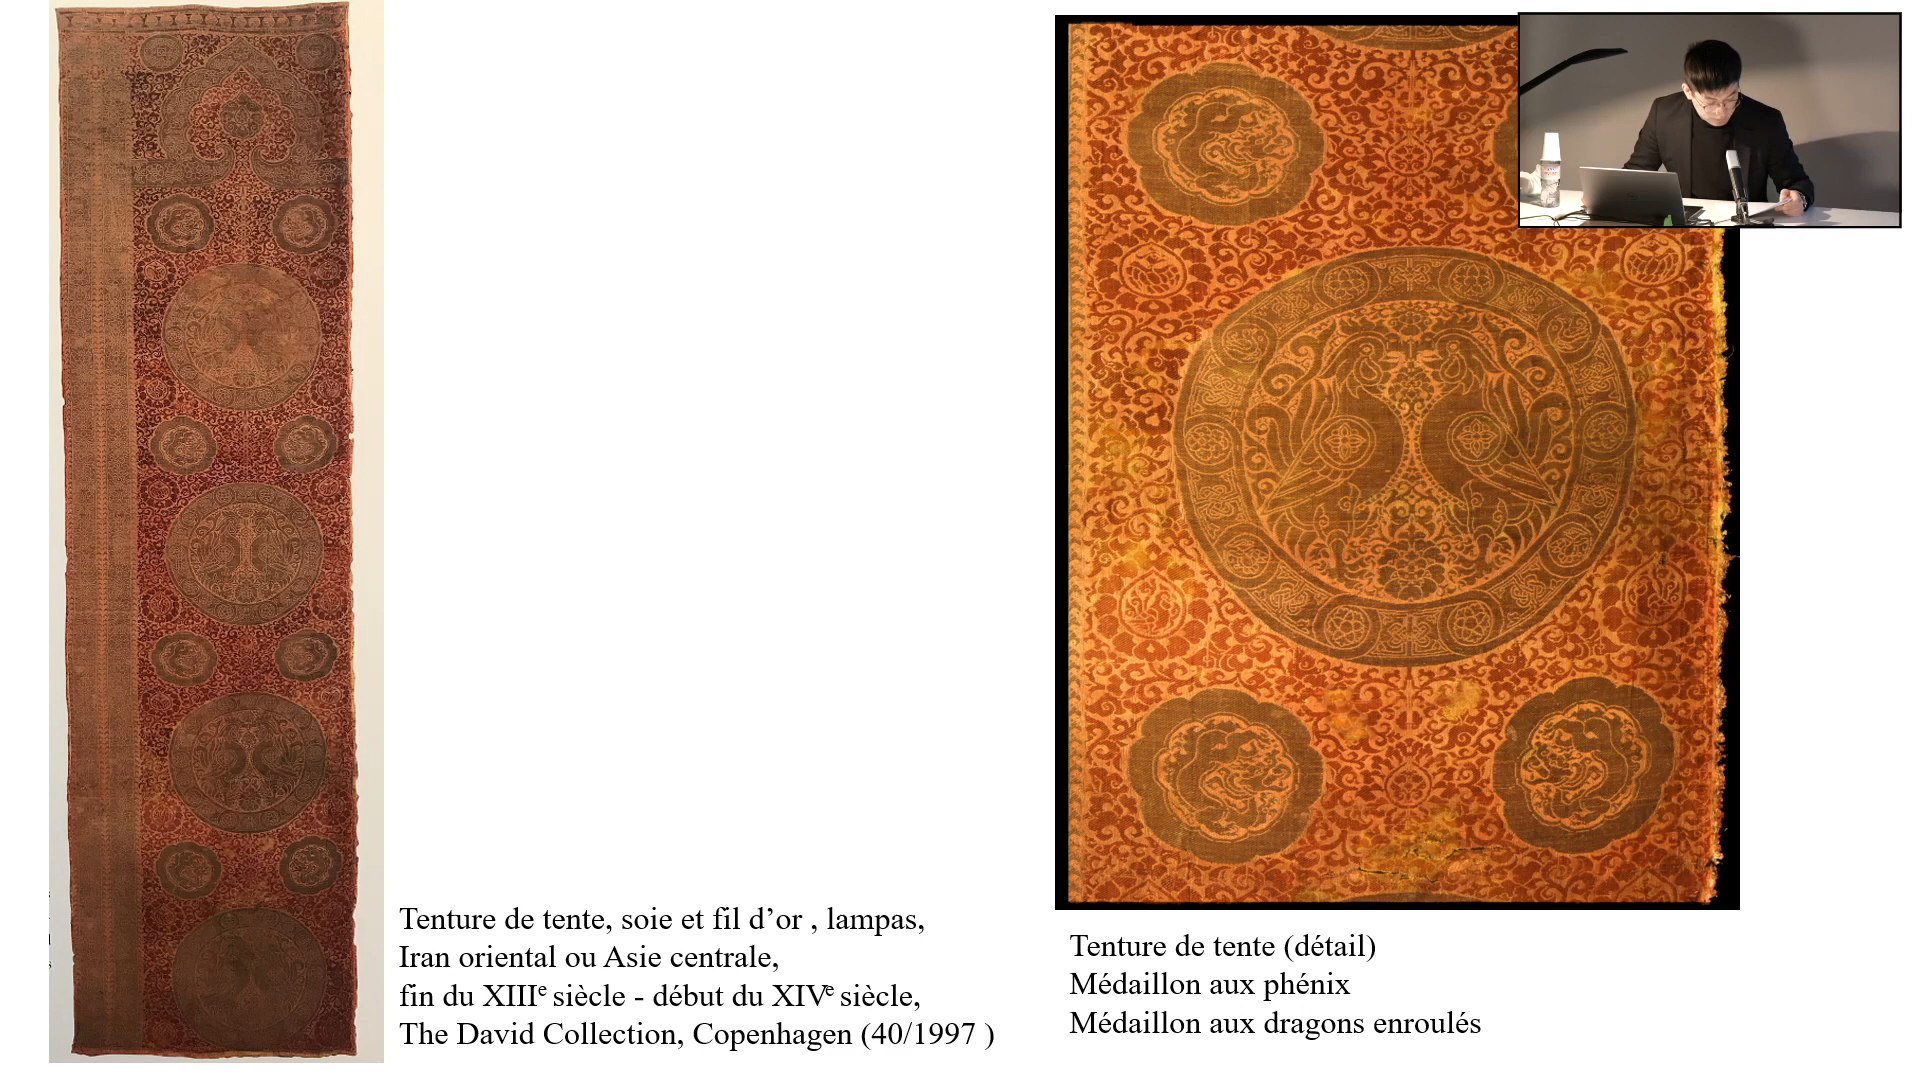 Tenture de tente, soie et fil d’or , lampas,
Iran oriental ou Asie centrale,
fin du XIIIe siècle - début du XIVe siècle,
The David Collection, Copenhagen (40/1997 )
Tenture de tente (détail)
Médaillon aux phénix
Médaillon aux dragons enroulés